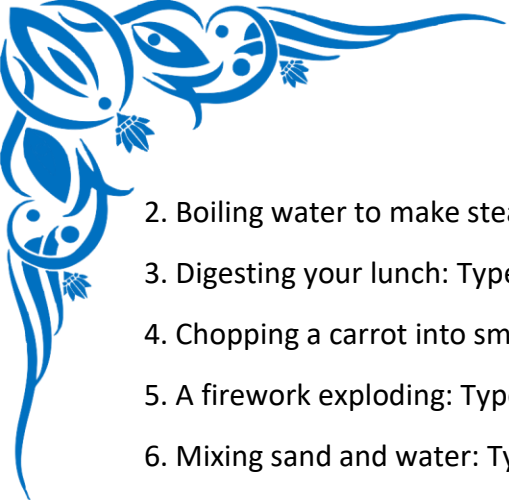 2. Boiling water to make stea
3. Digesting your lunch: Type
4. Chopping a carrot into sm
5. A firework exploding: Typ
6. Mixing sand and water: Ty